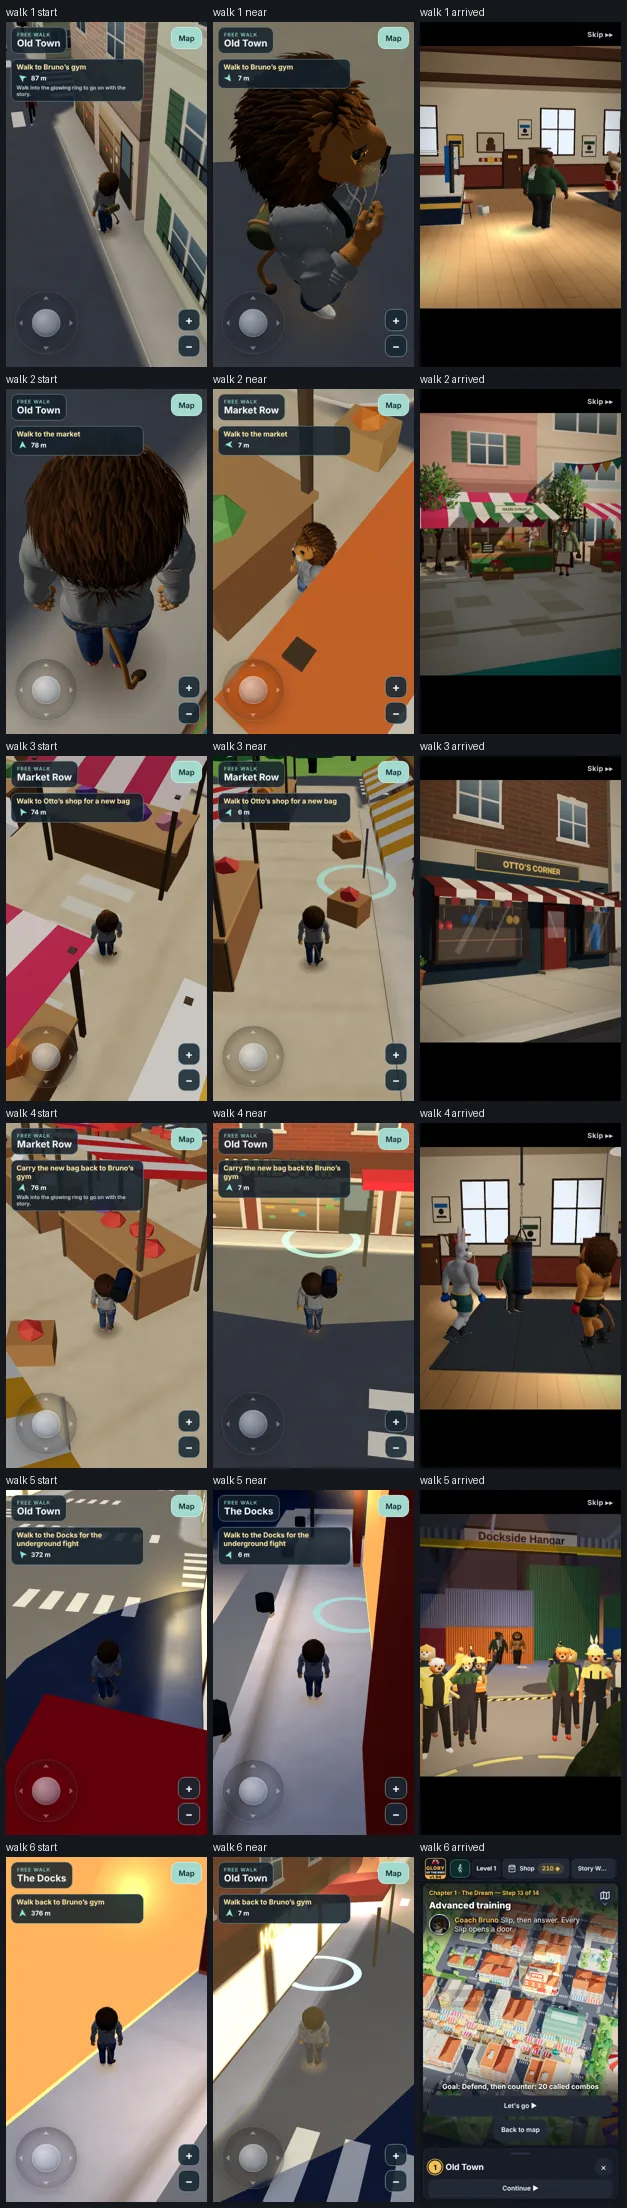 walk 1 start
walk 1 near
walk 1 arrived
FREE WALK
Old Town
Map
Walk to Bruno's gym
87 m
Walk into the glowing ring to go on with the
story.
+
−
FREE WALK
Old Town
Map
Walk to Bruno's gym
7 m
+
−
Skip ▸▸
walk 2 start
walk 2 near
walk 2 arrived
FREE WALK
Old Town
Map
Walk to the market
78 m
+
−
FREE WALK
Market Row
Map
Walk to the market
7 m
+
−
Skip ▸▸
walk 3 start
walk 3 near
walk 3 arrived
FREE WALK
Market Row
Map
Walk to Otto's shop for a new bag
74 m
+
−
FREE WALK
Market Row
Map
Walk to Otto's shop for a new bag
6 m
+
−
Skip ▸▸
OTTO'S CORNER
walk 4 start
walk 4 near
walk 4 arrived
FREE WALK
Market Row
Map
Carry the new bag back to Bruno's
gym
76 m
Walk into the glowing ring to go on with the
story.
+
−
FREE WALK
Old Town
Map
Carry the new bag back to Bruno's
gym
7 m
+
−
Skip ▸▸
walk 5 start
walk 5 near
walk 5 arrived
FREE WALK
Old Town
Map
Walk to the Docks for the
underground fight
372 m
+
−
FREE WALK
The Docks
Map
Walk to the Docks for the
underground fight
6 m
+
−
Skip ▸▸
Dockside Hangar
walk 6 start
walk 6 near
walk 6 arrived
FREE WALK
The Docks
Map
Walk back to Bruno's gym
376 m
+
−
FREE WALK
Old Town
Map
Walk back to Bruno's gym
7 m
+
−
GLORY
Level 1
Shop
210
Story W...
Chapter 1 · The Dream — Step 13 of 14
Advanced training
Coach Bruno Slip, then answer. Every
Slip opens a door.
Goal: Defend, then counter: 20 called combos
Let's go ▶
Back to map
1
Old Town
×
Continue ▶